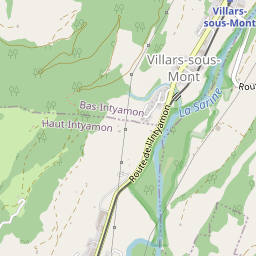 Villars-
sous-Mont
Villars-sous-
Mont
La Sarine
Rou
Bas-Intyamon
Haut-Intyamon
Route de l'Intyamon